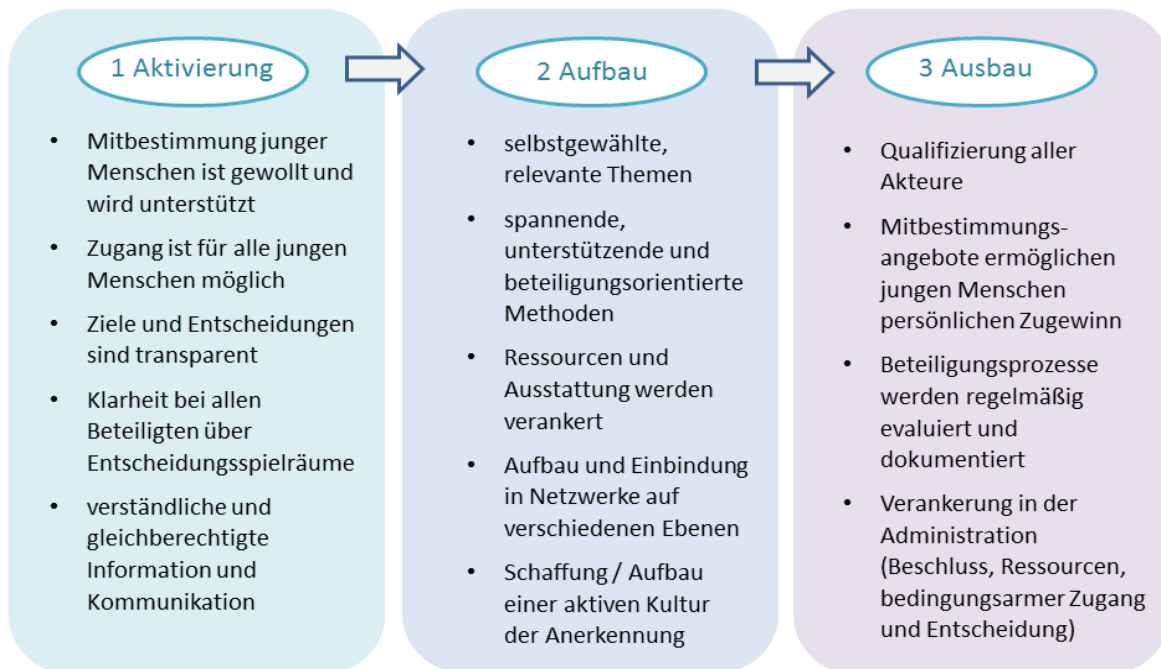 1 Aktivierung
• Mitbestimmung junger
Menschen ist gewollt und
wird unterstützt
• Zugang ist für alle jungen
Menschen möglich
• Ziele und Entscheidungen
sind transparent
• Klarheit bei allen
Beteiligten über
Entscheidungsspielräume
• verständliche und
gleichberechtigte
Information und
Kommunikation
2 Aufbau
• selbstgewählte,
relevante Themen
• spannende,
unterstützende und
beteiligungsorientierte
Methoden
• Ressourcen und
Ausstattung werden
verankert
• Aufbau und Einbindung
in Netzwerke auf
verschiedenen Ebenen
• Schaffung / Aufbau
einer aktiven Kultur
der Anerkennung
3 Ausbau
• Qualifizierung aller
Akteure
• Mitbestimmungs-
angebote ermöglichen
jungen Menschen
persönlichen Zugewinn
• Beteiligungsprozesse
werden regelmäßig
evaluiert und
dokumentiert
• Verankerung in der
Administration
(Beschluss, Ressourcen,
bedingungsarmer Zugang
und Entscheidung)